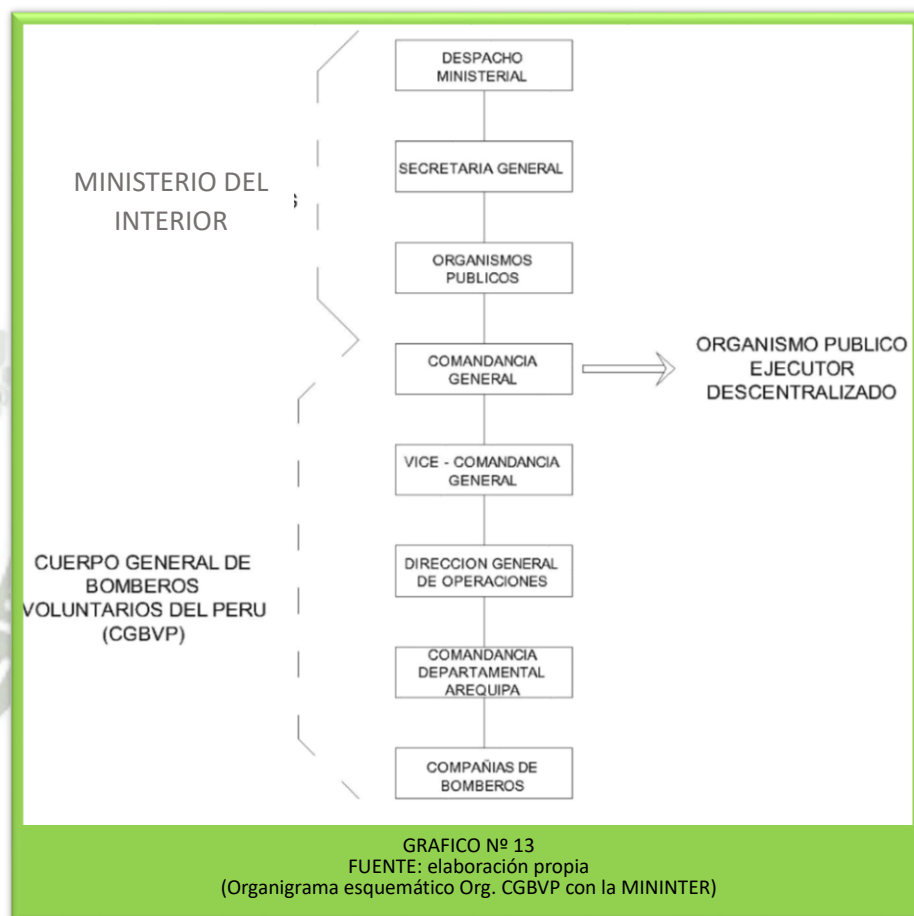 DESPACHO
MINISTERIAL
SECRETARIA GENERAL
MINISTERIO DEL
INTERIOR
ORGANISMOS
PUBLICOS
COMANDANCIA
GENERAL
ORGANISMO PUBLICO
EJECUTOR
DESCENTRALIZADO
VICE - COMANDANCIA
GENERAL
DIRECCION GENERAL
DE OPERACIONES
CUERPO GENERAL DE
BOMBEROS
VOLUNTARIOS DEL PERU
(CGBVP)
COMANDANCIA
DEPARTAMENTAL
AREQUIPA
COMPAÑIAS DE
BOMBEROS
GRAFICO Nº 13
FUENTE: elaboración propia
(Organigrama esquemático Org. CGBVP con la MININTER)